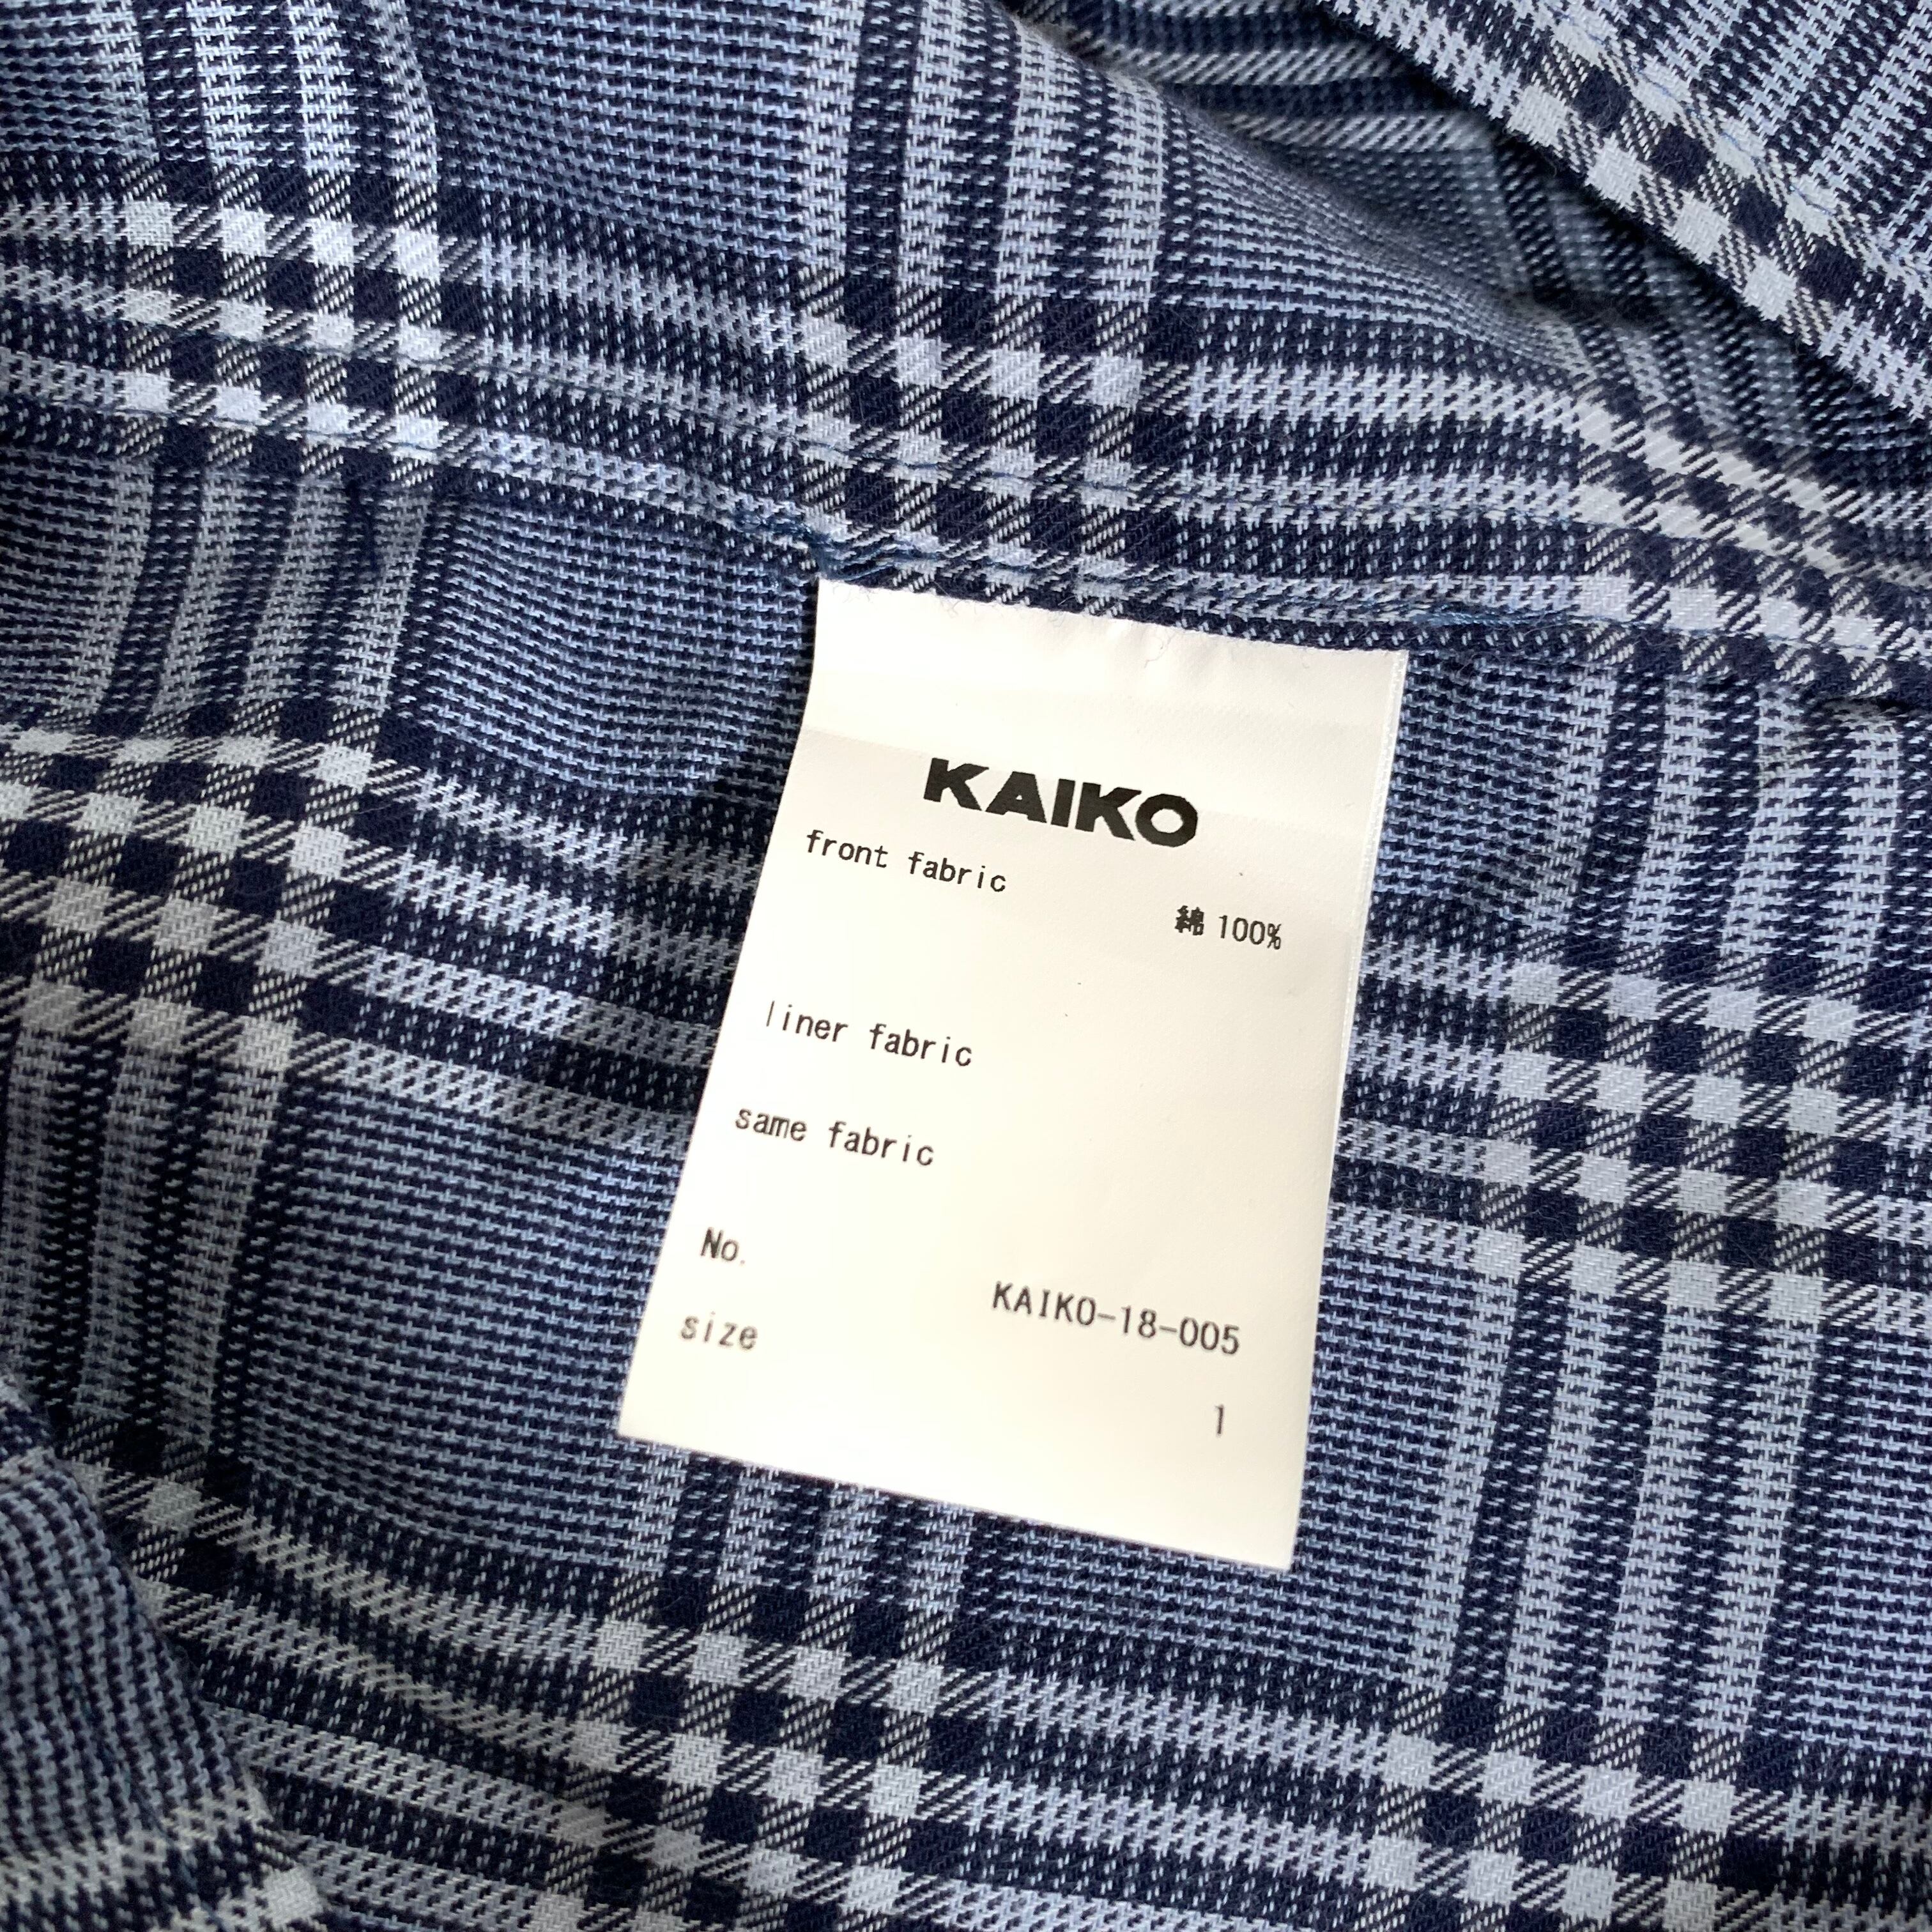 KAIKO
front fabric
綿 100%
liner fabric
same fabric
No.
KAIKO-18-005
size
1